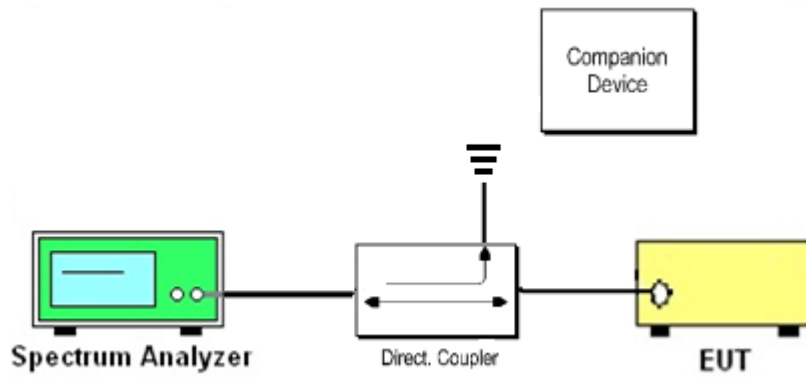 Companion
Device
Spectrum Analyzer
Direct. Coupler
EUT